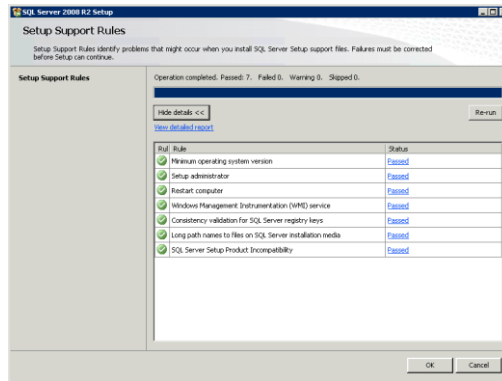 SQL Server 2008 R2 Setup
Setup Support Rules
Setup Support Rules identify problems that might occur when you install SQL Server Setup support files. Failures must be corrected
before Setup can continue.
Setup Support Rules
Operation completed. Passed: 7. Failed 0. Warning 0. Skipped 0.
Hide details <<
Re-run
View detailed report
Rul Rule Status
Minimum operating system version Passed
Setup administrator Passed
Restart computer Passed
Windows Management Instrumentation (WMI) service Passed
Consistency validation for SQL Server registry keys Passed
Long path names to files on SQL Server installation media Passed
SQL Server Setup Product Incompatibility Passed
OK Cancel